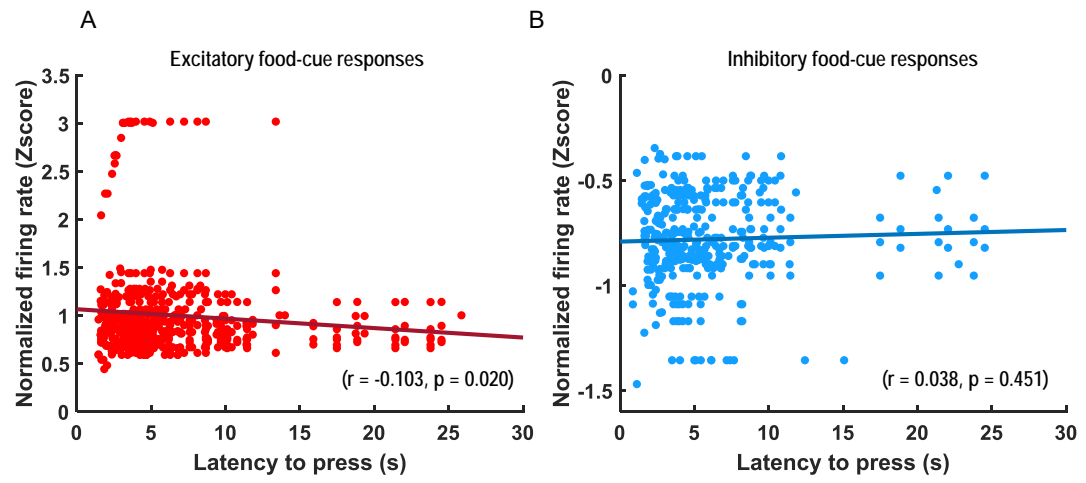 A
Excitatory food-cue responses
Normalized firing rate (Zscore)
3.5
3
2.5
2
1.5
1
0.5
0
(r = -0.103, p = 0.020)
0 5 10 15 20 25 30
Latency to press (s)
B
Inhibitory food-cue responses
Normalized firing rate (Zscore)
0
-0.5
-1
-1.5
(r = 0.038, p = 0.451)
0 5 10 15 20 25 30
Latency to press (s)